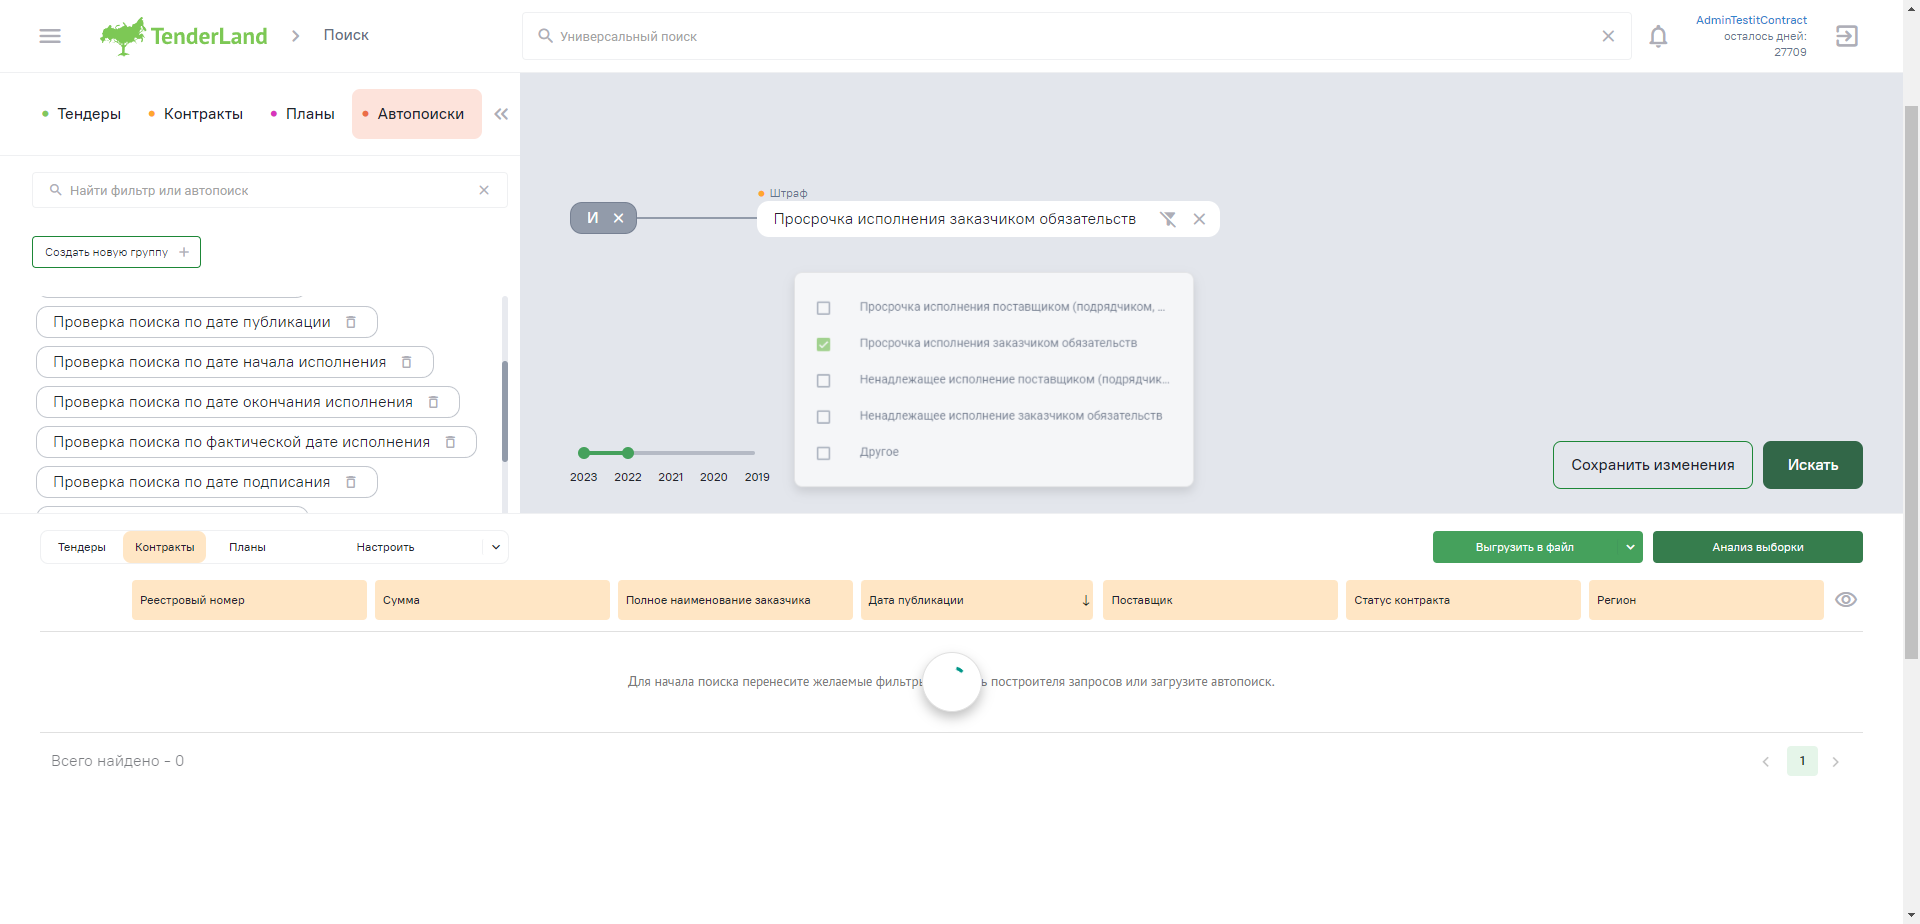 TenderLand
Поиск
Универсальный поиск
AdminTestitContract
осталось дней:
27709
Тендеры
Контракты
Планы
Автопоиски
Найти фильтр или автопоиск
Создать новую группу
Проверка поиска по дате публикации
Проверка поиска по дате начала исполнения
Проверка поиска по дате окончания исполнения
Проверка поиска по фактической дате исполнения
Проверка поиска по дате подписания
Штраф
И
Просрочка исполнения заказчиком обязательств
Просрочка исполнения поставщиком (подрядчиком, ...
Просрочка исполнения заказчиком обязательств
Ненадлежащее исполнение поставщиком (подрядчик...
Ненадлежащее исполнение заказчиком обязательств
Другое
2023 2022 2021 2020 2019
Сохранить изменения
Искать
Тендеры
Контракты
Планы
Настроить
Выгрузить в файл
Анализ выборки
Реестровый номер
Сумма
Полное наименование заказчика
Дата публикации
Поставщик
Статус контракта
Регион
Для начала поиска перенесите желаемые построителя запросов или загрузите автопоиск.
Всего найдено - 0
1